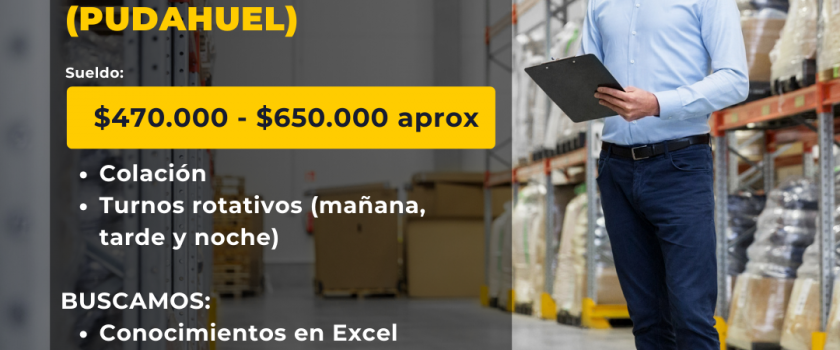 (PUDAHUEL)
Sueldo:
$470.000 - $650.000 aprox
• Colación
• Turnos rotativos (mañana,
tarde y noche)
BUSCAMOS:
• Conocimientos en Excel